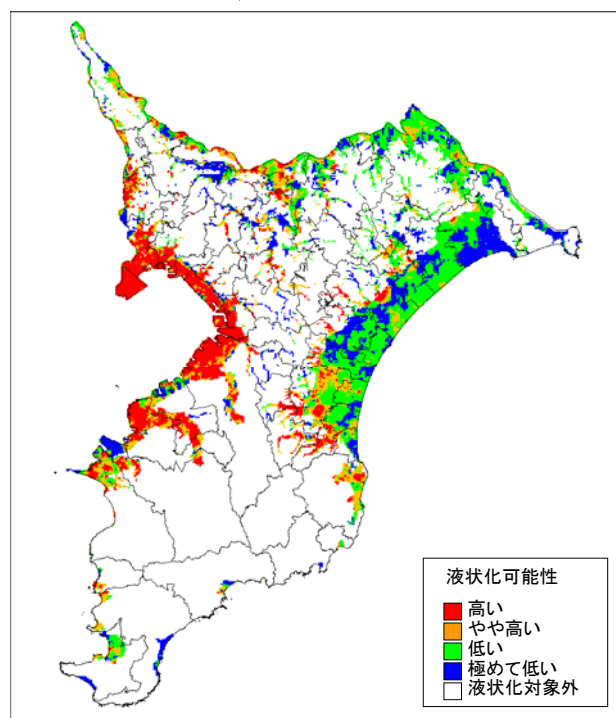 液状化可能性
高い
やや高い
低い
極めて低い
液状化対象外